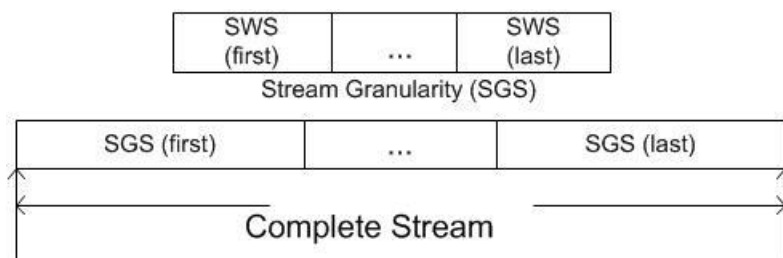 SWS
(first)
...
SWS
(last)
Stream Granularity (SGS)
SGS (first)
...
SGS (last)
Complete Stream